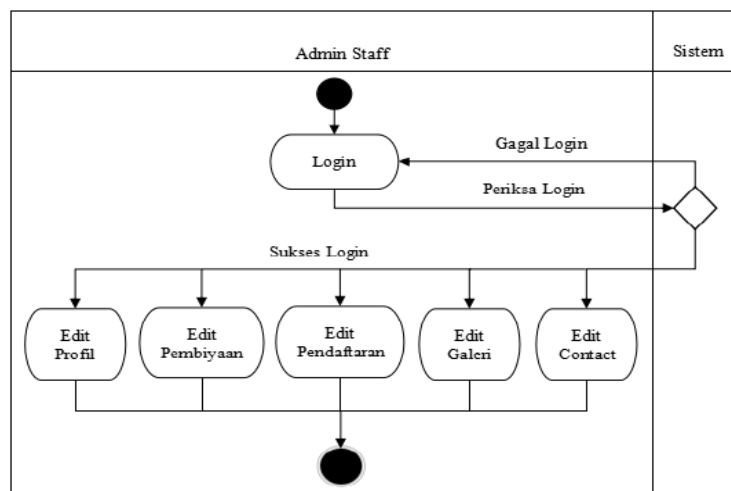 Admin Staff
Sistem
Login
Gagal Login
Periksa Login
Sukses Login
Edit
Profil
Edit
Pembiyaan
Edit
Pendaftaran
Edit
Galeri
Edit
Contact